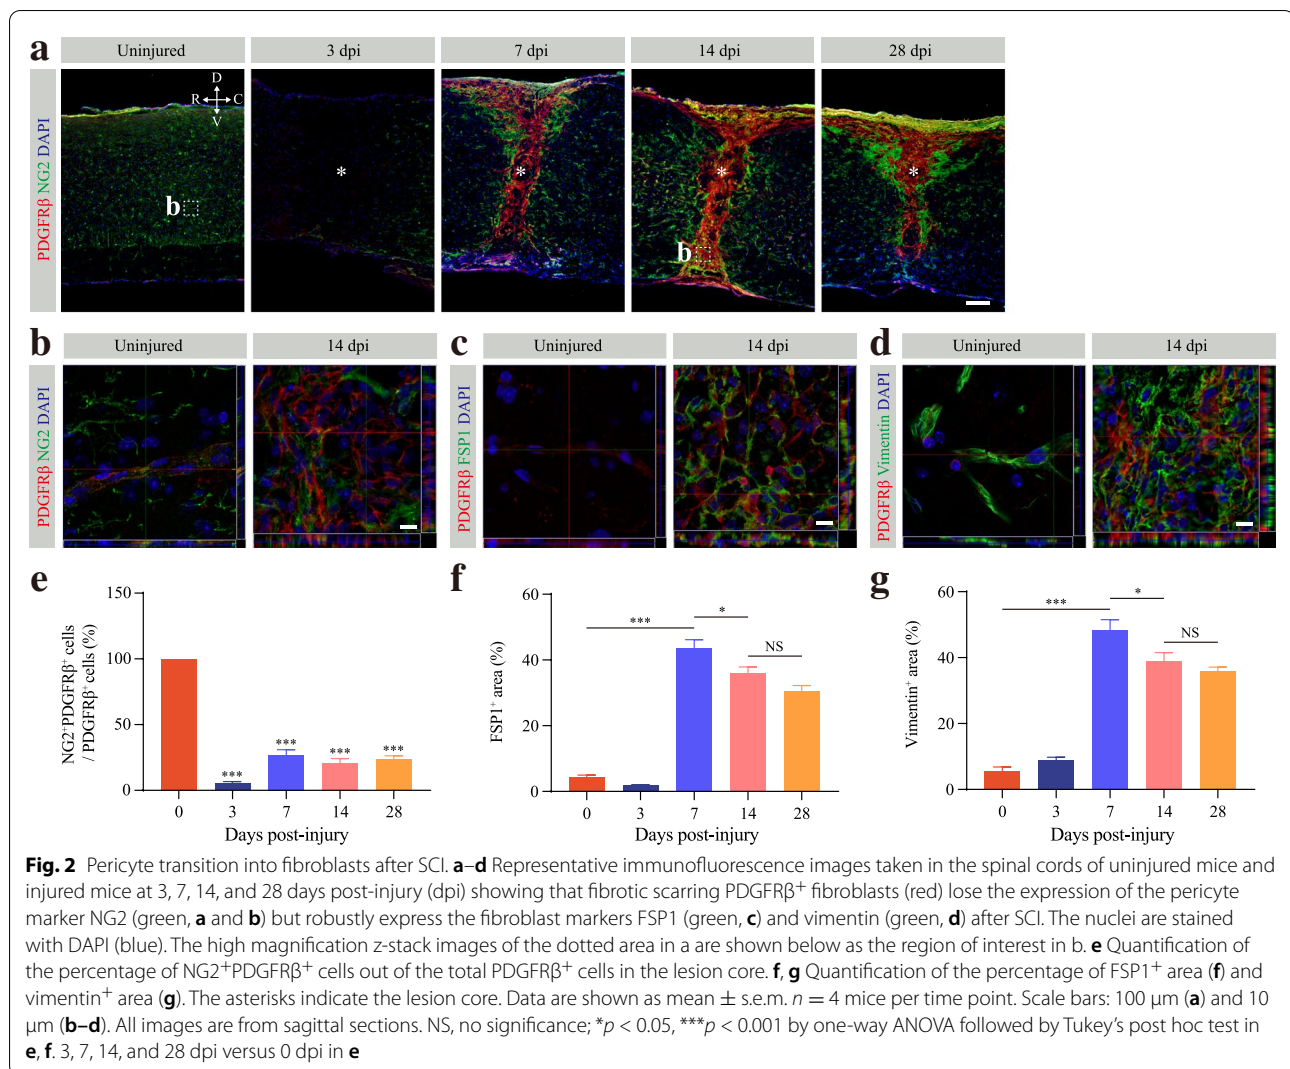 a
Uninjured 3 dpi 7 dpi 14 dpi 28 dpi
PDGFRβ NG2 DAPI
D
R C
V
b
*
*
*
b
*
b
Uninjured 14 dpi
PDGFRβ NG2 DAPI
c
Uninjured 14 dpi
PDGFRβ FSP1 DAPI
d
Uninjured 14 dpi
PDGFRβ Vimentin DAPI
e
NG2⁺PDGFRβ⁺ cells
/ PDGFRβ⁺ cells (%)
150
100
50
0
***
***
***
***
0 3 7 14 28
Days post-injury
f
FSP1⁺ area (%)
60
40
20
0
***
*
NS
0 3 7 14 28
Days post-injury
g
Vimentin⁺ area (%)
60
40
20
0
***
*
NS
0 3 7 14 28
Days post-injury
Fig. 2 Pericyte transition into fibroblasts after SCI. a–d Representative immunofluorescence images taken in the spinal cords of uninjured mice and
injured mice at 3, 7, 14, and 28 days post-injury (dpi) showing that fibrotic scarring PDGFRβ⁺ fibroblasts (red) lose the expression of the pericyte
marker NG2 (green, a and b) but robustly express the fibroblast markers FSP1 (green, c) and vimentin (green, d) after SCI. The nuclei are stained
with DAPI (blue). The high magnification z-stack images of the dotted area in a are shown below as the region of interest in b. e Quantification of
the percentage of NG2⁺PDGFRβ⁺ cells out of the total PDGFRβ⁺ cells in the lesion core. f, g Quantification of the percentage of FSP1⁺ area (f) and
vimentin⁺ area (g). The asterisks indicate the lesion core. Data are shown as mean ± s.e.m. n = 4 mice per time point. Scale bars: 100 μm (a) and 10
μm (b–d). All images are from sagittal sections. NS, no significance; *p < 0.05, ***p < 0.001 by one-way ANOVA followed by Tukey’s post hoc test in
e, f. 3, 7, 14, and 28 dpi versus 0 dpi in e